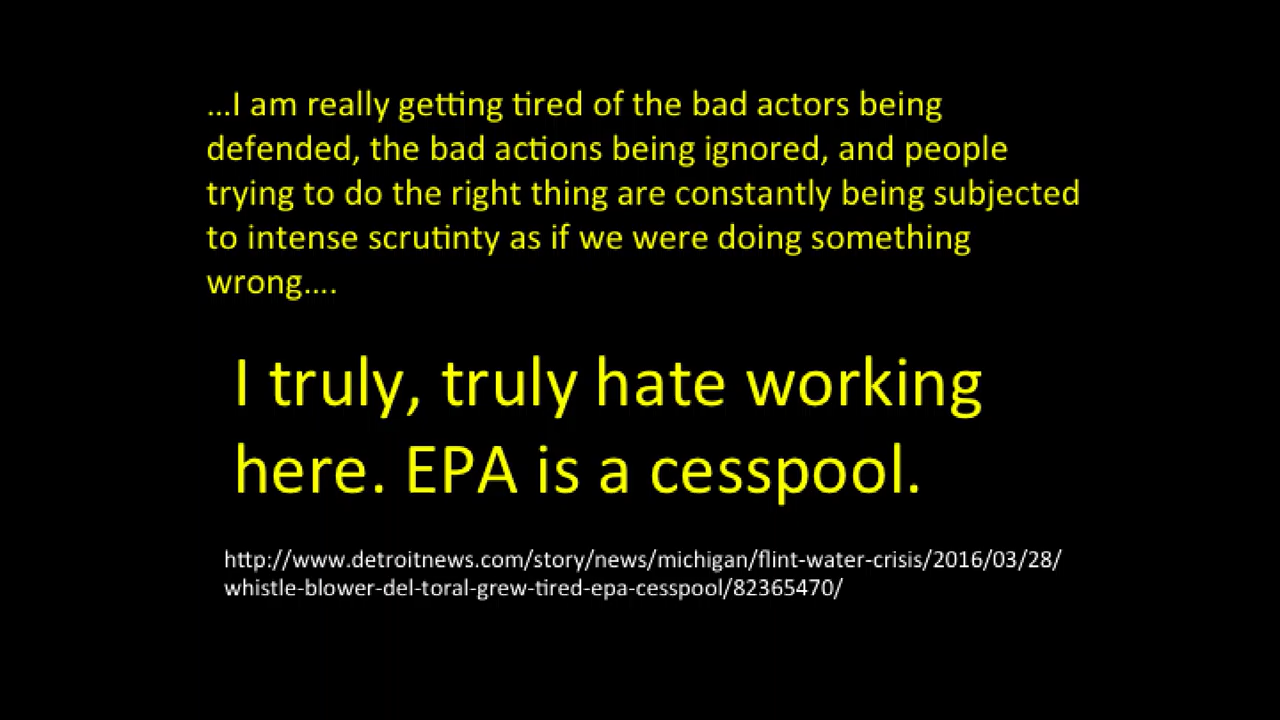 ...I am really getting tired of the bad actors being
defended, the bad actions being ignored, and people
trying to do the right thing are constantly being subjected
to intense scrutinty as if we were doing something
wrong....
I truly, truly hate working
here. EPA is a cesspool.
http://www.detroitnews.com/story/news/michigan/flint-water-crisis/2016/03/28/
whistle-blower-del-toral-grew-tired-epa-cesspool/82365470/